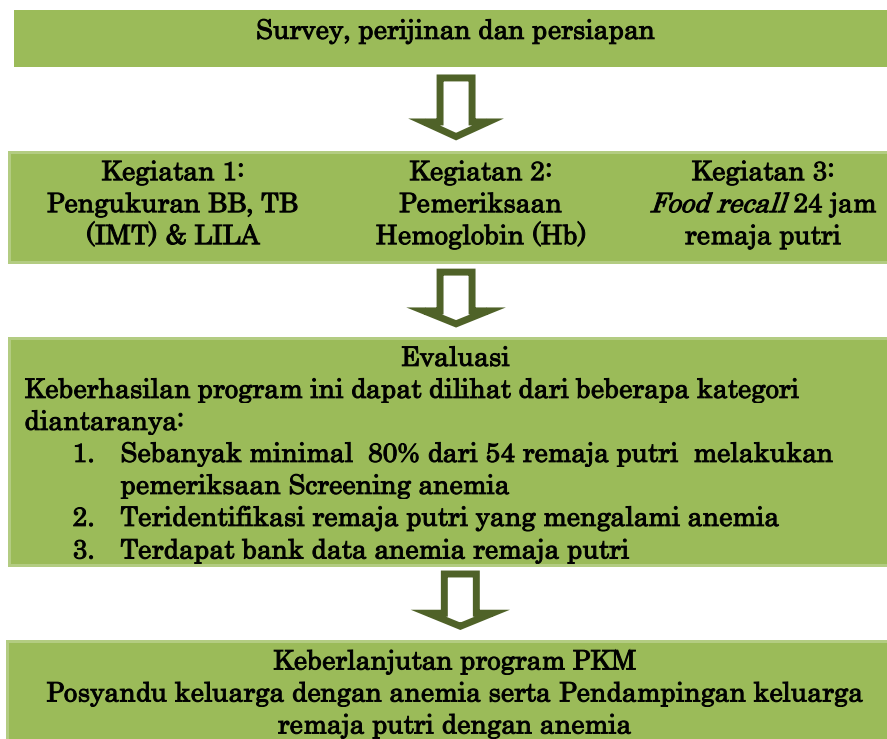 Survey, perijinan dan persiapan
Kegiatan 1:
Pengukuran BB, TB
(IMT) & LILA
Kegiatan 2:
Pemeriksaan
Hemoglobin (Hb)
Kegiatan 3:
Food recall 24 jam
remaja putri
Evaluasi
Keberhasilan program ini dapat dilihat dari beberapa kategori
diantaranya:
1. Sebanyak minimal 80% dari 54 remaja putri melakukan
pemeriksaan Screening anemia
2. Teridentifikasi remaja putri yang mengalami anemia
3. Terdapat bank data anemia remaja putri
Keberlanjutan program PKM
Posyandu keluarga dengan anemia serta Pendampingan keluarga
remaja putri dengan anemia